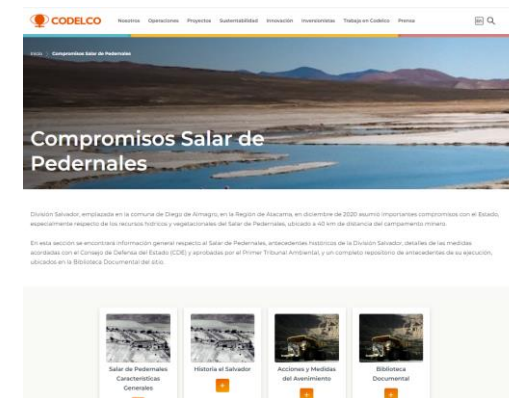 CODELCO
Nosotros Operaciones Proyectos Sustentabilidad Innovación Inversionistas Trabaja en Codelco Prensa
Inicio | Compromisos Salar de Pedernales
Compromisos Salar de
Pedernales
División Salvador, emplazada en la comuna de Diego de Almagro, en la Región de Atacama, en diciembre de 2020 asumió importantes compromisos con el Estado,
especialmente respecto de los recursos hídricos y vegetacionales del Salar de Pedernales, ubicado a 40 km de distancia del campamento minero.
En esta sección se encontrará información general respecto al Salar de Pedernales, antecedentes históricos de la División Salvador, detalles de las medidas
acordadas con el Consejo de Defensa del Estado (CDE) y aprobadas por el Primer Tribunal Ambiental, y un completo repositorio de antecedentes de su ejecución,
ubicados en la Biblioteca Documental del sitio.
Salar de Pedernales Historia el Salvador Acciones y Medidas Biblioteca
Características del Avenimiento Documental
Generales